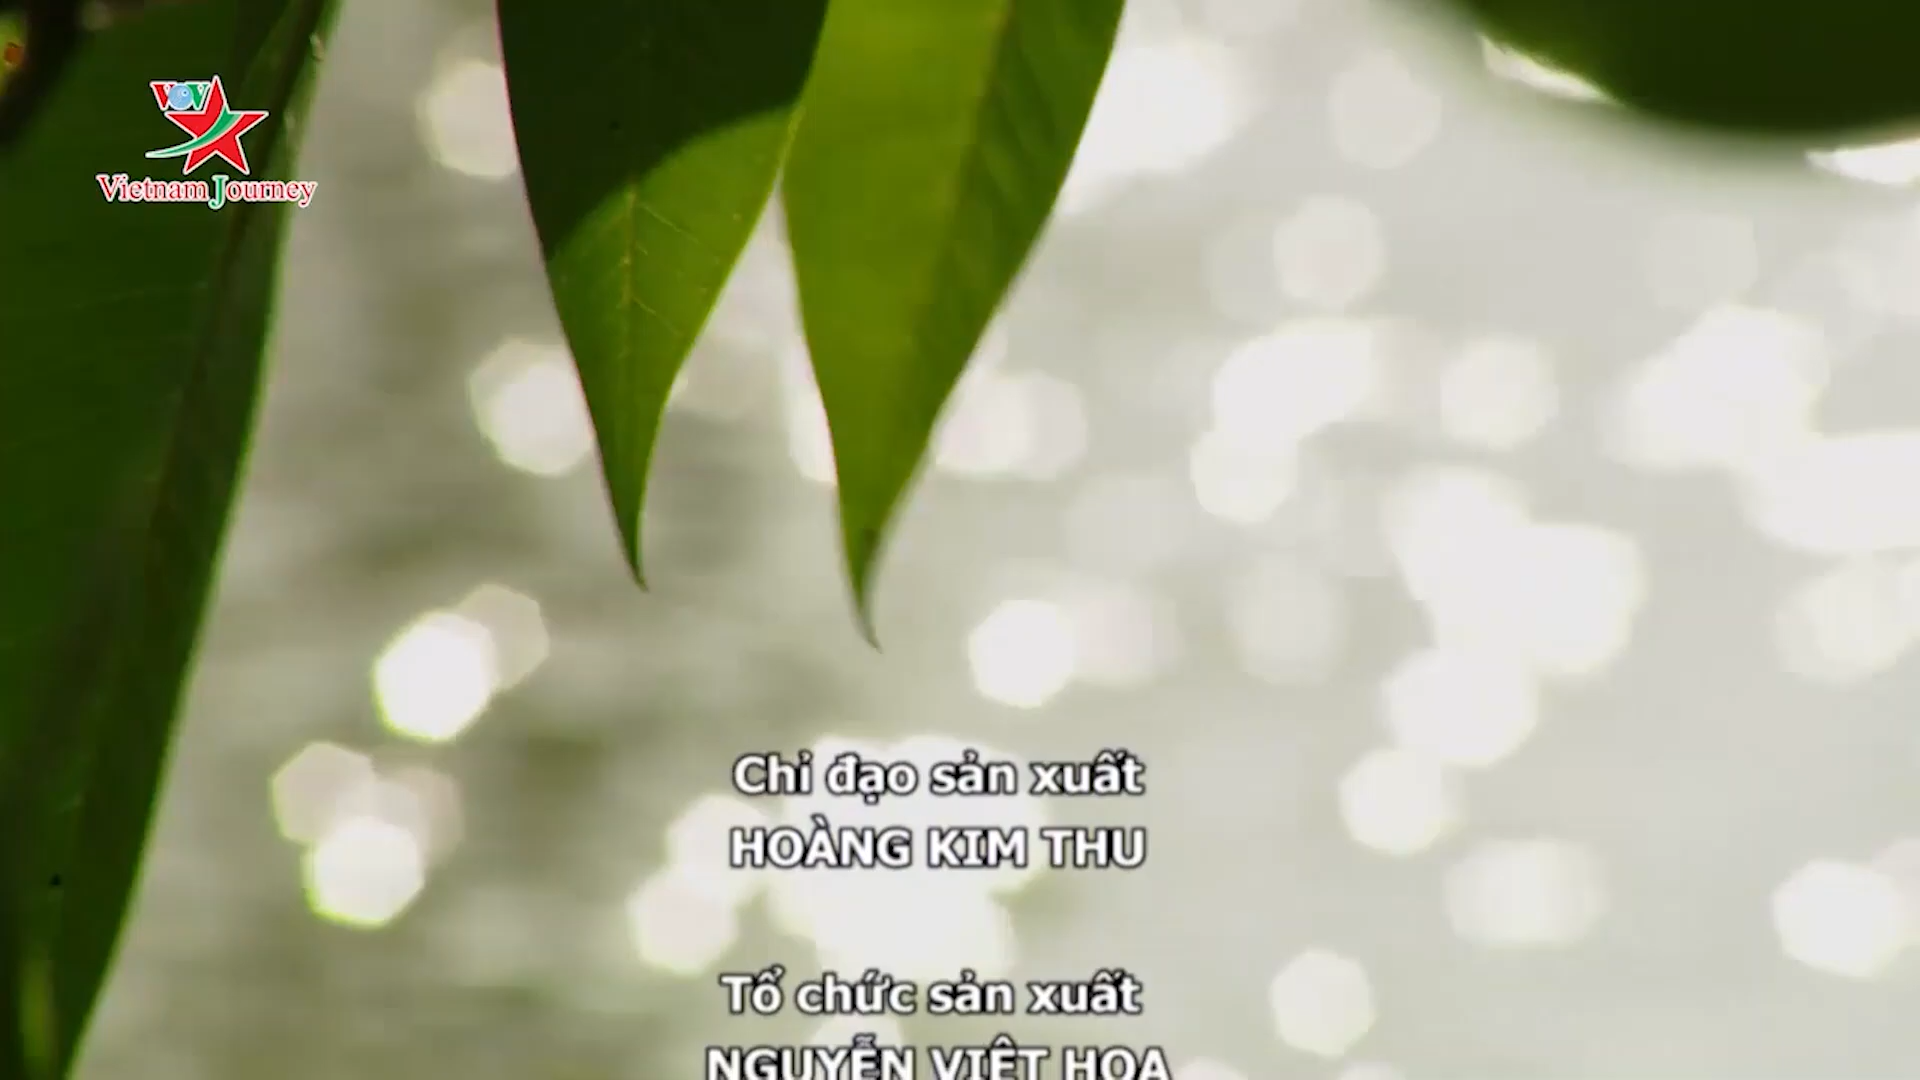 VOV
Vietnam Journey
Chỉ đạo sản xuất
HOÀNG KIM THU
Tổ chức sản xuất
NGUYỄN VIỆT HOA